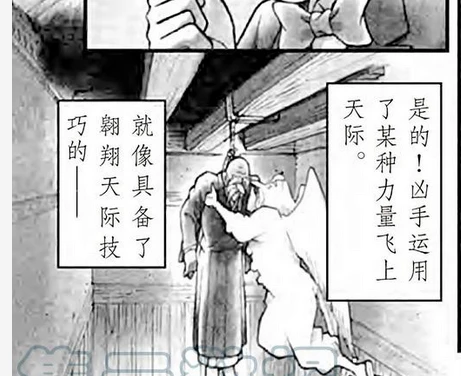 是的！凶手运用
了某种力量飞上
天际。
就像具备了
翱翔天际技
巧的——